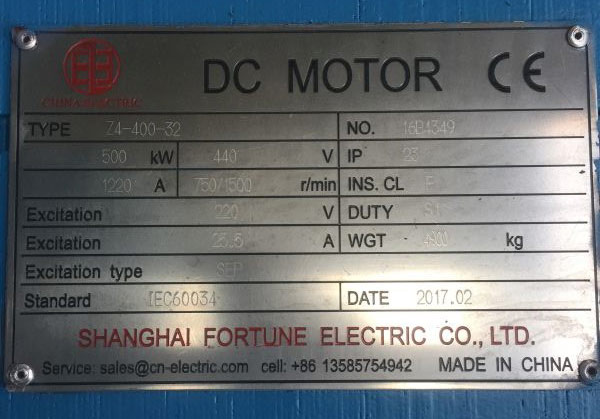 DC MOTOR CE
CHINA ELECTRIC
TYPE Z4-400-32 NO. 16B4349
500 kW 440 V IP 23
1220 A 750/1500 r/min INS. CL F
Excitation 220 V DUTY S1
Excitation 23.5 A WGT kg
Excitation type SEP
Standard IEC60034 DATE 2017.02
SHANGHAI FORTUNE ELECTRIC CO., LTD.
Service: sales@cn-electric.com cell: +86 13585754942 MADE IN CHINA